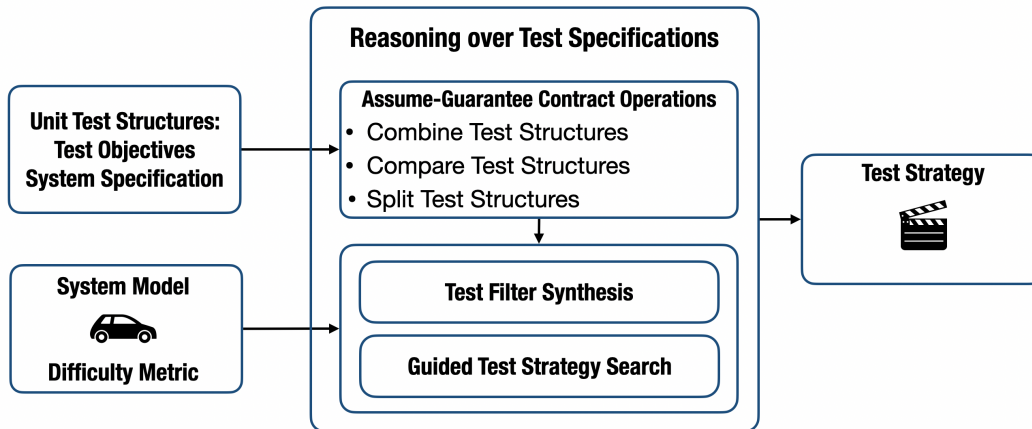 Reasoning over Test Specifications
Unit Test Structures:
Test Objectives
System Specification
Assume-Guarantee Contract Operations
• Combine Test Structures
• Compare Test Structures
• Split Test Structures
Test Strategy
System Model
Difficulty Metric
Test Filter Synthesis
Guided Test Strategy Search